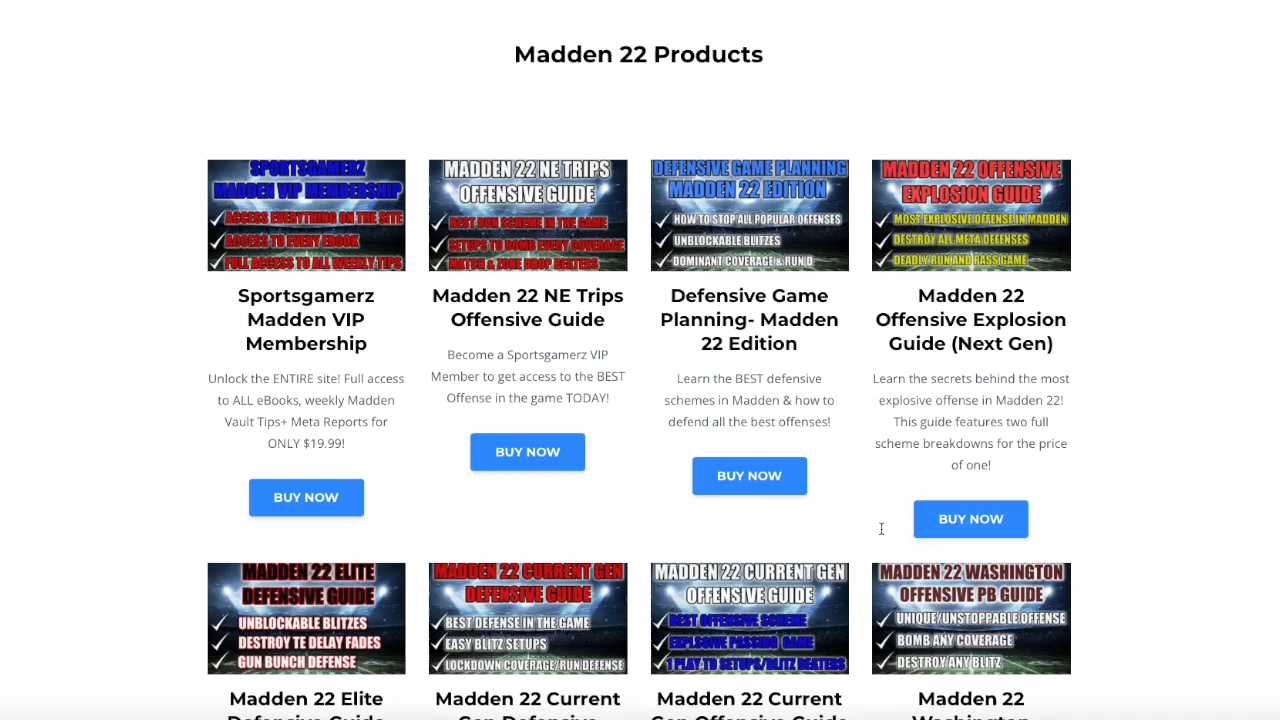 Madden 22 Products
SPORTSGAMERZ
MADDEN VIP MEMBERSHIP
ACCESS EVERYTHING ON THE SITE
ACCESS TO EVERY EBOOK
FULL ACCESS TO ALL WEEKLY TIPS
Sportsgamerz
Madden VIP
Membership
Unlock the ENTIRE site! Full access
to ALL eBooks, weekly Madden
Vault Tips+ Meta Reports for
ONLY $19.99!
BUY NOW
MADDEN 22 NE TRIPS
OFFENSIVE GUIDE
BEST RUN SCHEME IN THE GAME
SETUPS TO BOMB EVERY COVERAGE
MATCH & ZONE DROP BEATERS
Madden 22 NE Trips
Offensive Guide
Become a Sportsgamerz VIP
Member to get access to the BEST
Offense in the game TODAY!
BUY NOW
DEFENSIVE GAME PLANNING
MADDEN 22 EDITION
HOW TO STOP ALL POPULAR OFFENSES
UNBLOCKABLE BLITZES
DOMINANT COVERAGE & RUN D
Defensive Game
Planning- Madden
22 Edition
Learn the BEST defensive
schemes in Madden & how to
defend all the best offenses!
BUY NOW
MADDEN 22 OFFENSIVE
EXPLOSION GUIDE
MOST EXPLOSIVE OFFENSE IN MADDEN
DESTROY ALL META DEFENSES
DEADLY RUN AND PASS GAME
Madden 22
Offensive Explosion
Guide (Next Gen)
Learn the secrets behind the most
explosive offense in Madden 22!
This guide features two full
scheme breakdowns for the price
of one!
BUY NOW
MADDEN 22 ELITE
DEFENSIVE GUIDE
UNBLOCKABLE BLITZES
DESTROY TE DELAY FADES
GUN BUNCH DEFENSE
Madden 22 Elite
Defensive Guide
MADDEN 22 CURRENT GEN
DEFENSIVE GUIDE
BEST DEFENSE IN THE GAME
EASY BLITZ SETUPS
LOCKDOWN COVERAGE/RUN DEFENSE
Madden 22 Current
Gen Defensive
MADDEN 22 CURRENT GEN
OFFENSIVE GUIDE
BEST OFFENSIVE SCHEME
EXPLSOIVE PASSING GAME
1 PLAY TD SETUPS/BLITZ BEATERS
Madden 22 Current
Gen Offensive Guide
MADDEN 22 WASHINGTON
OFFENSIVE PB GUIDE
UNIQUE/UNSTOPPABLE OFFENSE
BOMB ANY COVERAGE
DESTROY ANY BLITZ
Madden 22
Washington